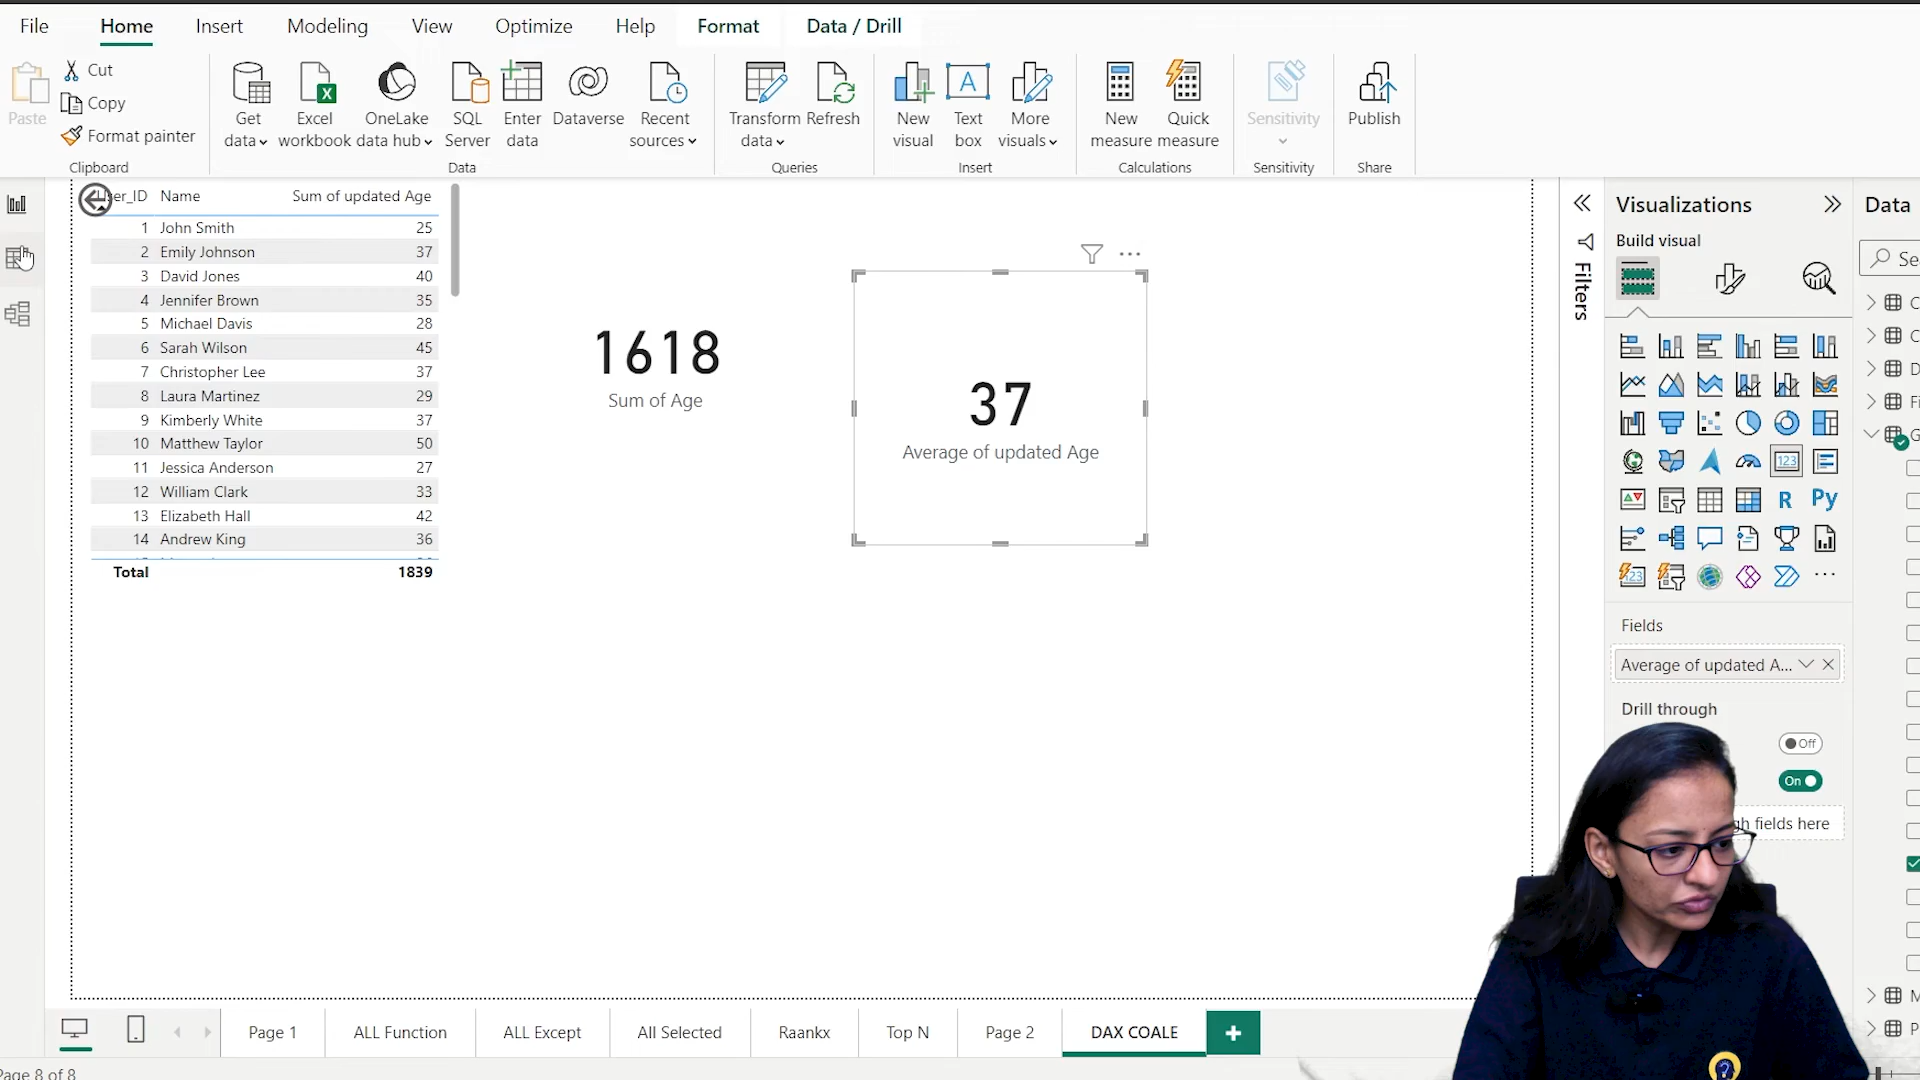 File Home Insert Modeling View Optimize Help Format Data / Drill
Paste
Cut
Copy
Format painter
Clipboard
Get data
Excel workbook
OneLake data hub
SQL Server
Enter data
Dataverse
Recent sources
Data
Transform data
Refresh
Queries
New visual
Text box
More visuals
Insert
New measure
Quick measure
Calculations
Sensitivity
Sensitivity
Publish
Share
User_ID Name Sum of updated Age
1 John Smith 25
2 Emily Johnson 37
3 David Jones 40
4 Jennifer Brown 35
5 Michael Davis 28
6 Sarah Wilson 45
7 Christopher Lee 37
8 Laura Martinez 29
9 Kimberly White 37
10 Matthew Taylor 50
11 Jessica Anderson 27
12 William Clark 33
13 Elizabeth Hall 42
14 Andrew King 36
Total 1839
1618
Sum of Age
37
Average of updated Age
Filters
Visualizations
Build visual
123
R
Py
123
Fields
Average of updated A...
Drill through
Off
On
fields here
Data
Se
C
C
D
Fi
G
M
P
Page 1 ALL Function ALL Except All Selected Raankx Top N Page 2 DAX COALE
Page 8 of 8